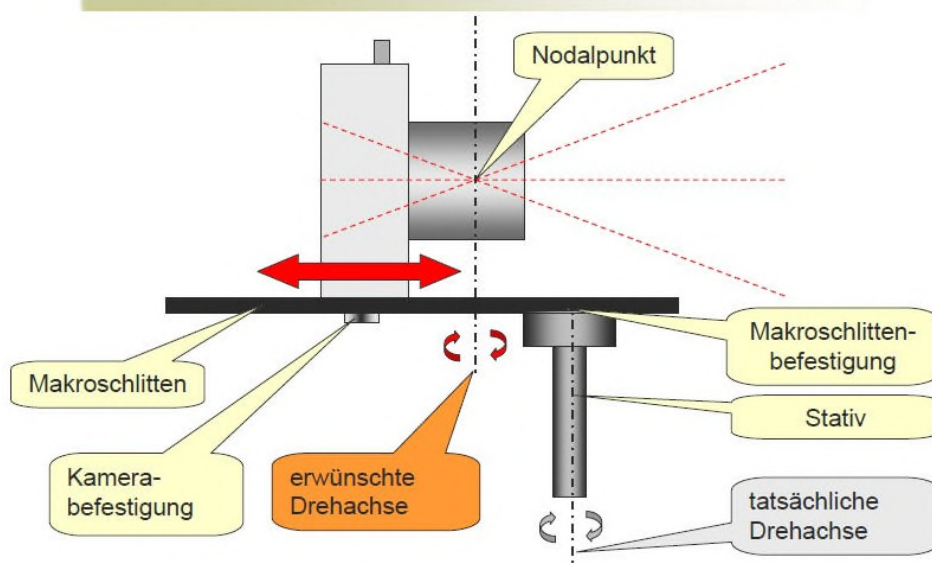 Nodalpunkt
Makroschlitten-
befestigung
Makroschlitten
Stativ
Kamera-
befestigung
erwünschte
Drehachse
tatsächliche
Drehachse